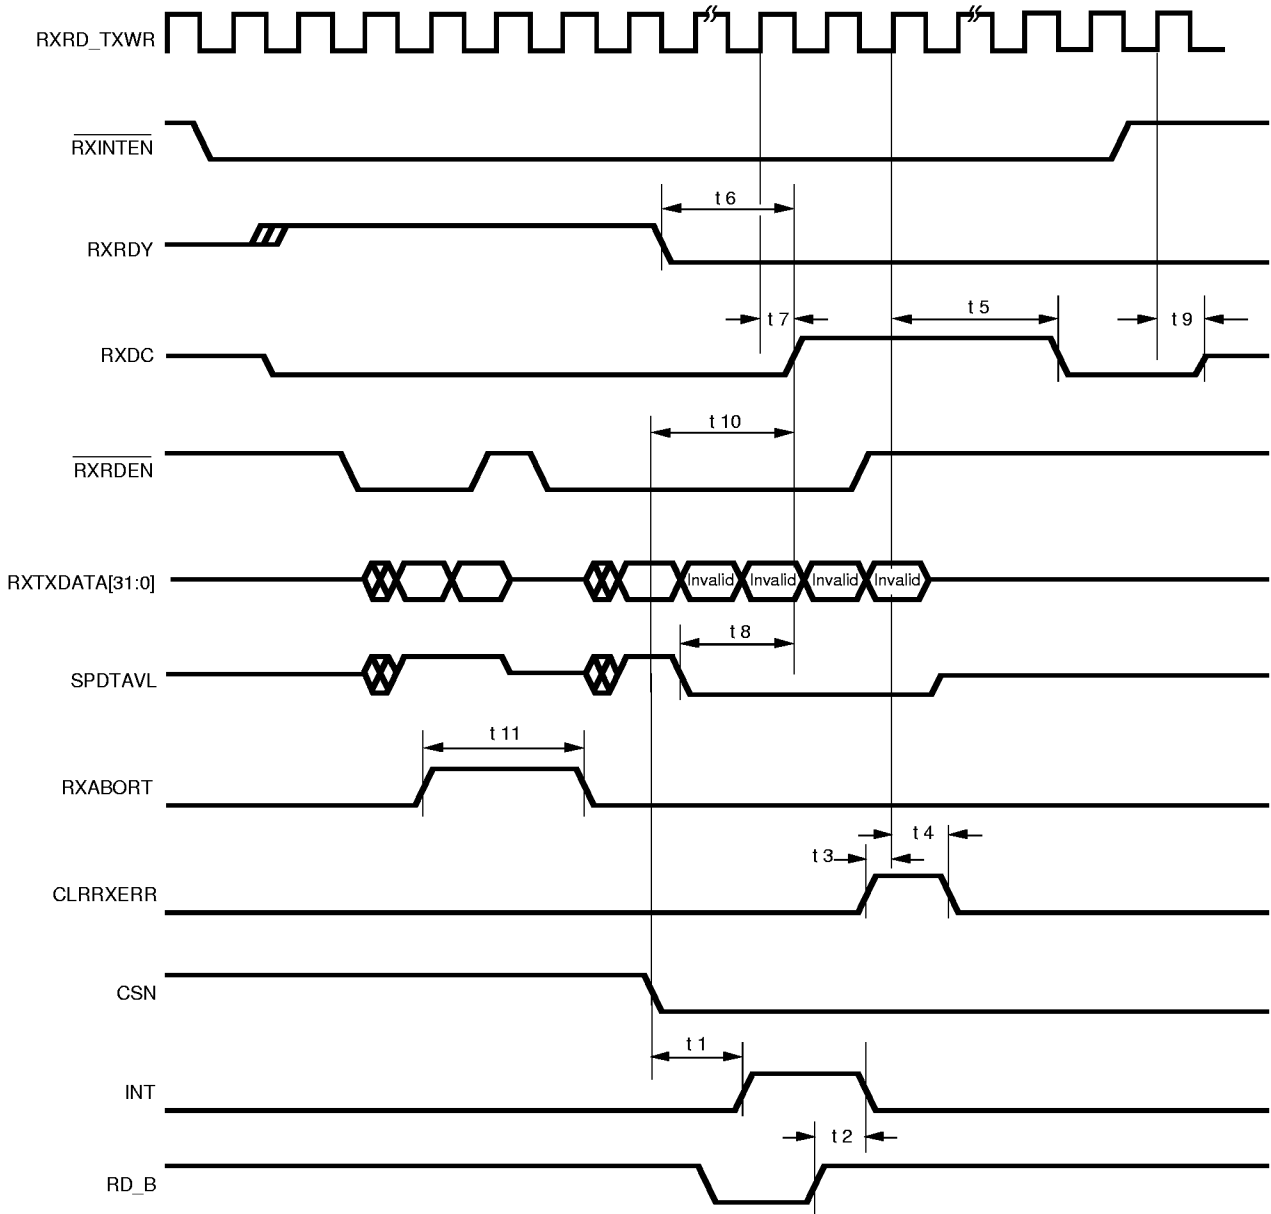 RXRD_TXWR
RXINTEN
t 6
RXRDY
t 7
t 5
t 9
RXDC
t 10
RXRDEN
RXTXDATA[31:0]
Invalid Invalid Invalid Invalid
t 8
SPDTAVL
t 11
RXABORT
t 4
t 3
CLRRXERR
CSN
t 1
INT
t 2
RD_B